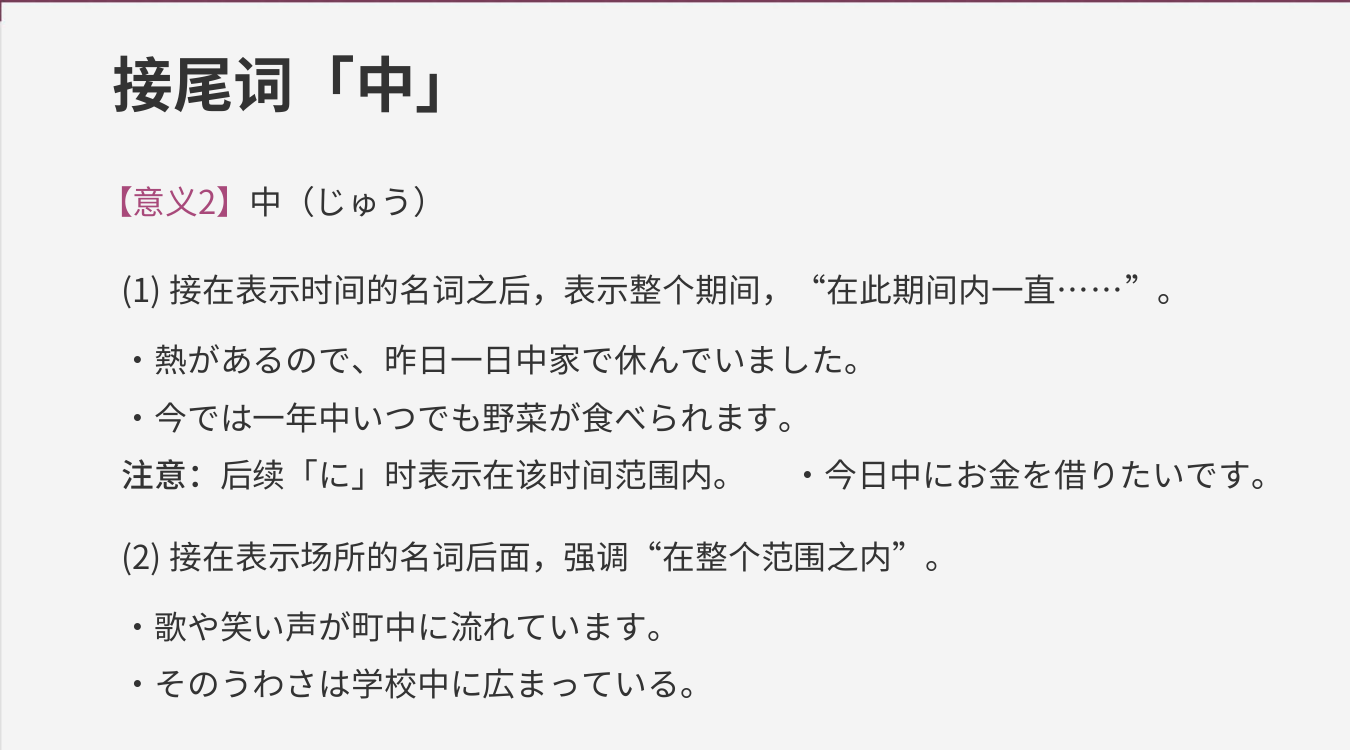 接尾词「中」
【意义2】中（じゅう）
(1) 接在表示时间的名词之后，表示整个期间，“在此期间内一直……”。
・熱があるので、昨日一日中家で休んでいました。
・今では一年中いつでも野菜が食べられます。
注意：后续「に」时表示在该时间范围内。　・今日中にお金を借りたいです。
(2) 接在表示场所的名词后面，强调“在整个范围之内”。
・歌や笑い声が町中に流れています。
・そのうわさは学校中に広まっている。